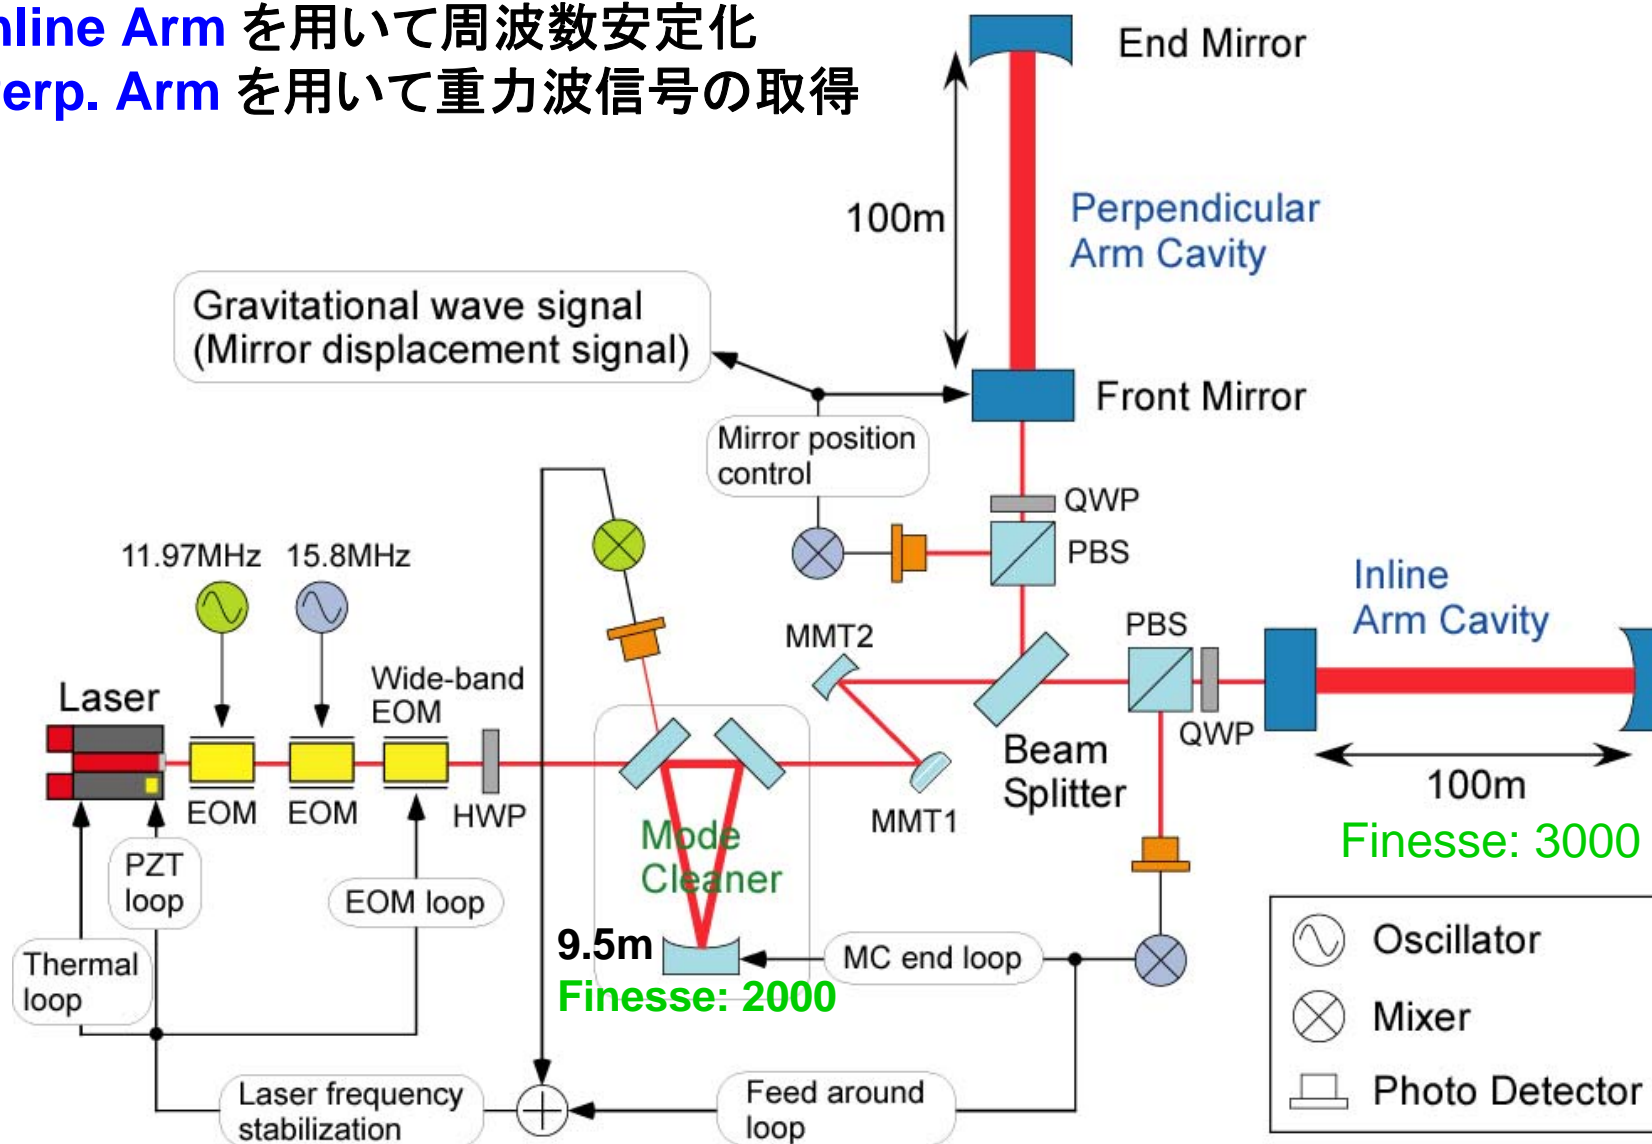 nline Arm を用いて周波数安定化
erp. Arm を用いて重力波信号の取得
End Mirror
100m
Perpendicular
Arm Cavity
Gravitational wave signal
(Mirror displacement signal)
Front Mirror
Mirror position
control
QWP
PBS
11.97MHz
15.8MHz
Inline
Arm Cavity
MMT2
PBS
Wide-band
EOM
Laser
QWP
Beam
Splitter
100m
EOM
EOM
HWP
MMT1
Finesse: 3000
Mode
Cleaner
PZT
loop
EOM loop
9.5m
MC end loop
Finesse: 2000
Thermal
loop
Oscillator
Mixer
Photo Detector
Laser frequency
stabilization
Feed around
loop